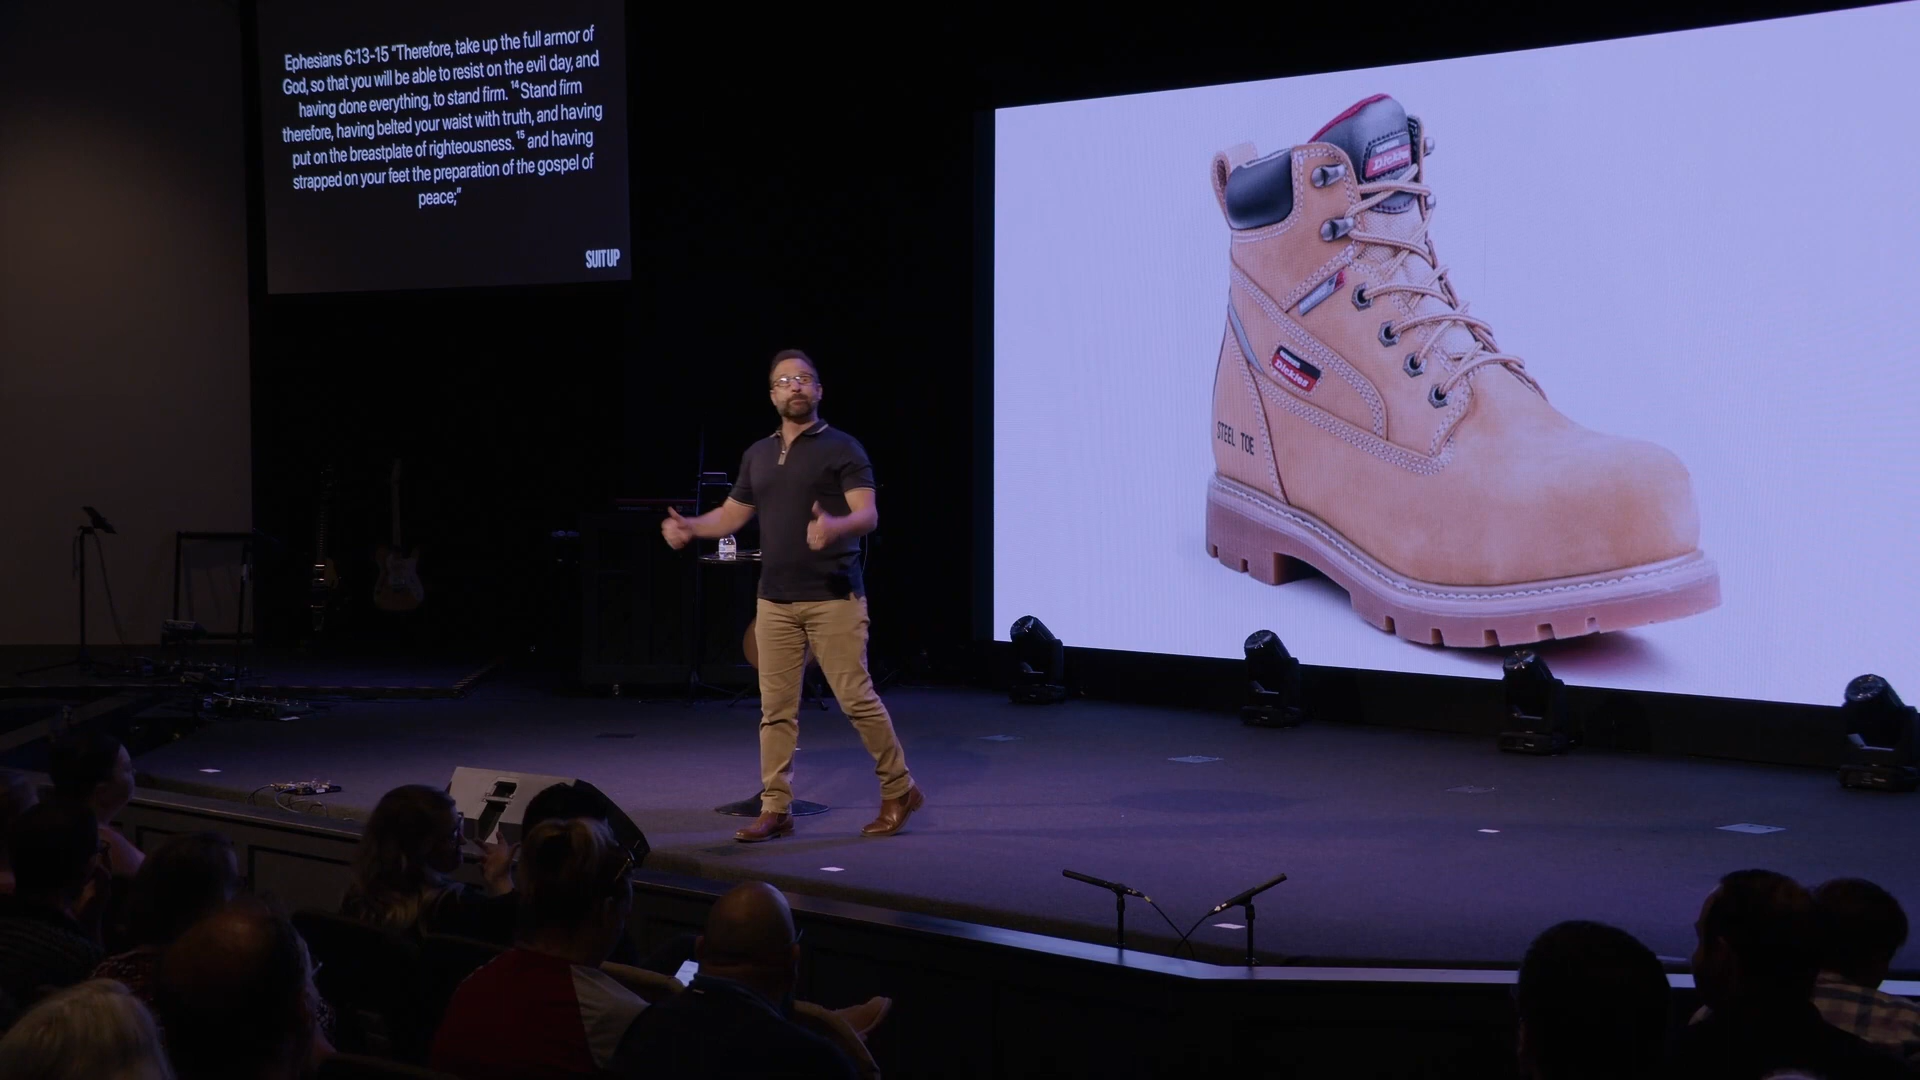 Ephesians 6:13-15 "Therefore, take up the full armor of
God, so that you will be able to resist on the evil day, and
having done everything, to stand firm. ¹⁴ Stand firm
therefore, having belted your waist with truth, and having
put on the breastplate of righteousness. ¹⁵ and having
strapped on your feet the preparation of the gospel of
peace;"
SUIT UP
Dickies
Dickies
STEEL TOE